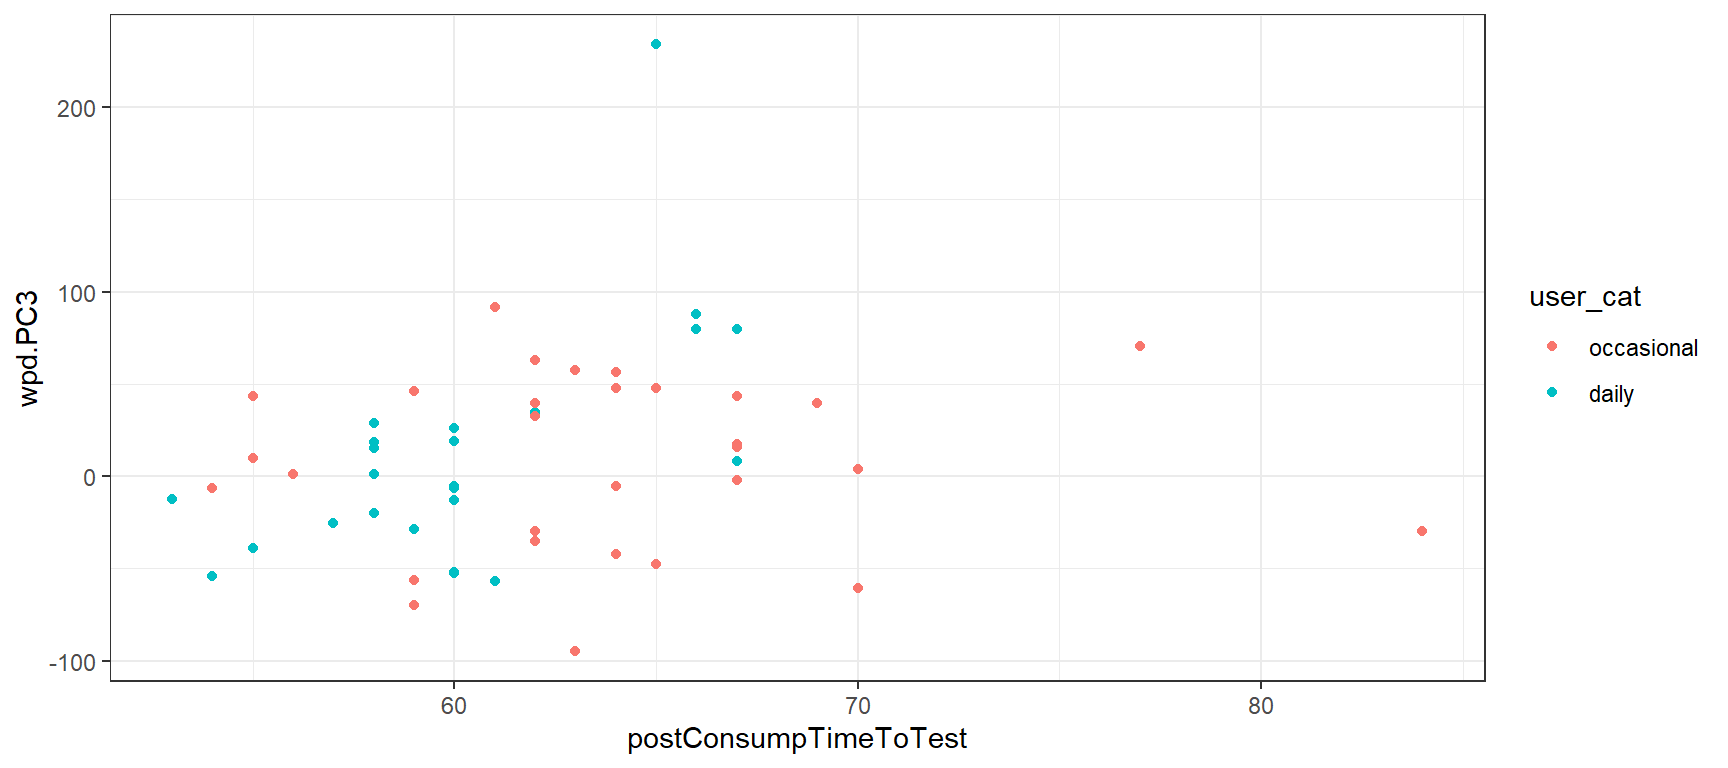 200
100
0
-100
wpd.PC3
60 70 80
postConsumpTimeToTest
user_cat
occasional
daily